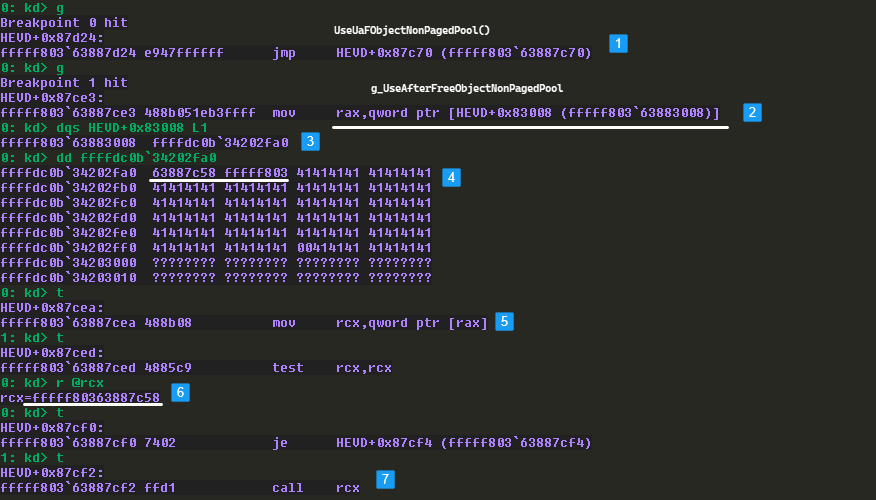 0: kd> g
Breakpoint 0 hit
UseUaFObjectNonPagedPool()
HEVD+0x87d24:
fffff803`63887d24 e947ffffff jmp HEVD+0x87c70 (fffff803`63887c70)
1
0: kd> g
Breakpoint 1 hit
g_UseAfterFreeObjectNonPagedPool
HEVD+0x87ce3:
fffff803`63887ce3 488b051eb3ffff mov rax,qword ptr [HEVD+0x83008 (fffff803`63883008)]
2
0: kd> dqs HEVD+0x83008 L1
fffff803`63883008 ffffdc0b`34202fa0
3
0: kd> dd ffffdc0b`34202fa0
ffffdc0b`34202fa0 63887c58 fffff803 41414141 41414141
4
ffffdc0b`34202fb0 41414141 41414141 41414141 41414141
ffffdc0b`34202fc0 41414141 41414141 41414141 41414141
ffffdc0b`34202fd0 41414141 41414141 41414141 41414141
ffffdc0b`34202fe0 41414141 41414141 41414141 41414141
ffffdc0b`34202ff0 41414141 41414141 00414141 41414141
ffffdc0b`34203000 ???????? ???????? ???????? ????????
ffffdc0b`34203010 ???????? ???????? ???????? ????????
0: kd> t
HEVD+0x87cea:
fffff803`63887cea 488b08 mov rcx,qword ptr [rax]
5
1: kd> t
HEVD+0x87ced:
fffff803`63887ced 4885c9 test rcx,rcx
0: kd> r @rcx
rcx=fffff80363887c58
6
0: kd> t
HEVD+0x87cf0:
fffff803`63887cf0 7402 je HEVD+0x87cf4 (fffff803`63887cf4)
1: kd> t
HEVD+0x87cf2:
fffff803`63887cf2 ffd1 call rcx
7